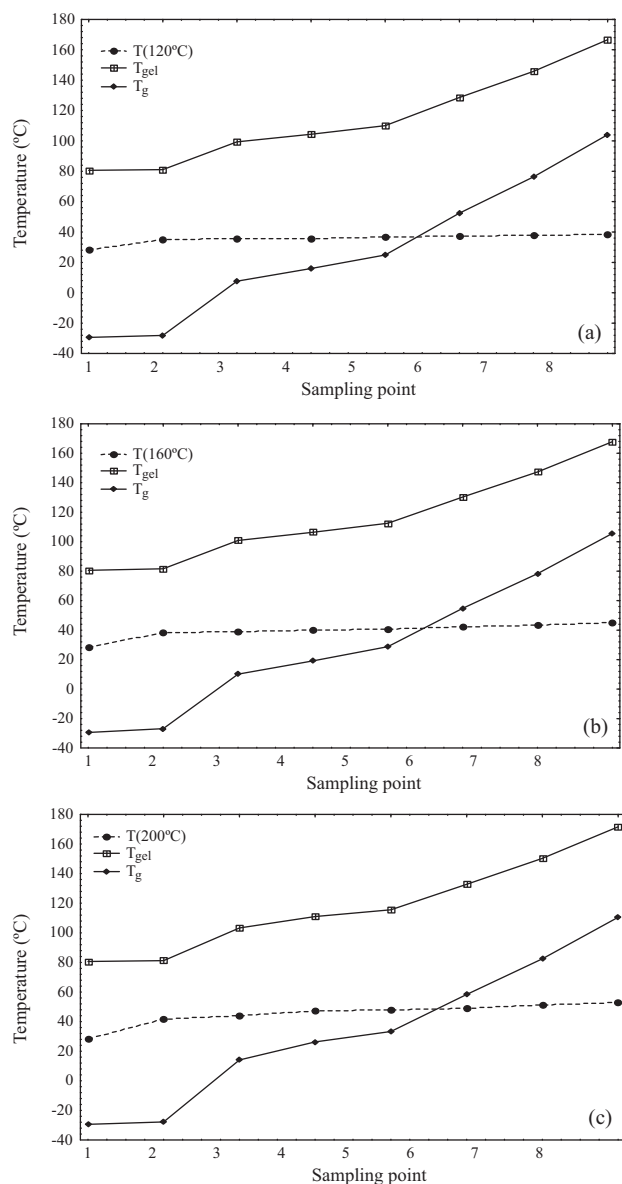 180
160
140
120
100
80
60
40
20
0
-20
-40
Temperature (ºC)
T(120ºC)
Tgel
Tg
(a)
1 2 3 4 5 6 7 8
Sampling point
180
160
140
120
100
80
60
40
20
0
-20
-40
Temperature (ºC)
T(160ºC)
Tgel
Tg
(b)
1 2 3 4 5 6 7 8
Sampling point
180
160
140
120
100
80
60
40
20
0
-20
-40
Temperature (ºC)
T(200ºC)
Tgel
Tg
(c)
1 2 3 4 5 6 7 8
Sampling point